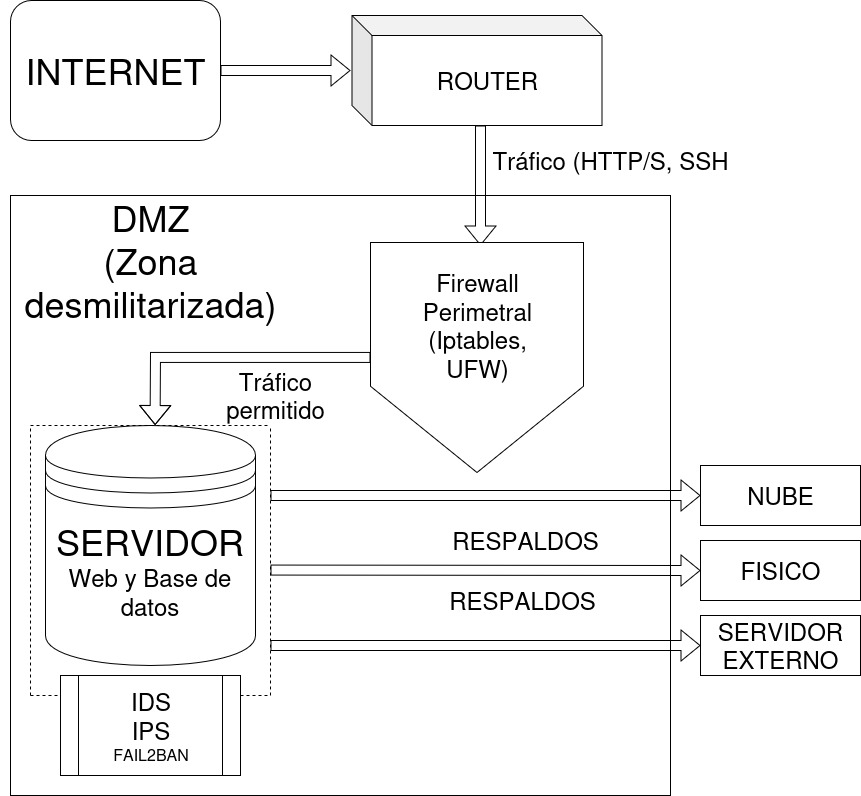 INTERNET
ROUTER
Tráfico (HTTP/S, SSH
DMZ
(Zona
desmilitarizada)
Firewall
Perimetral
(Iptables,
UFW)
Tráfico
permitido
SERVIDOR
Web y Base de
datos
NUBE
RESPALDOS
FISICO
RESPALDOS
SERVIDOR
EXTERNO
IDS
IPS
FAIL2BAN